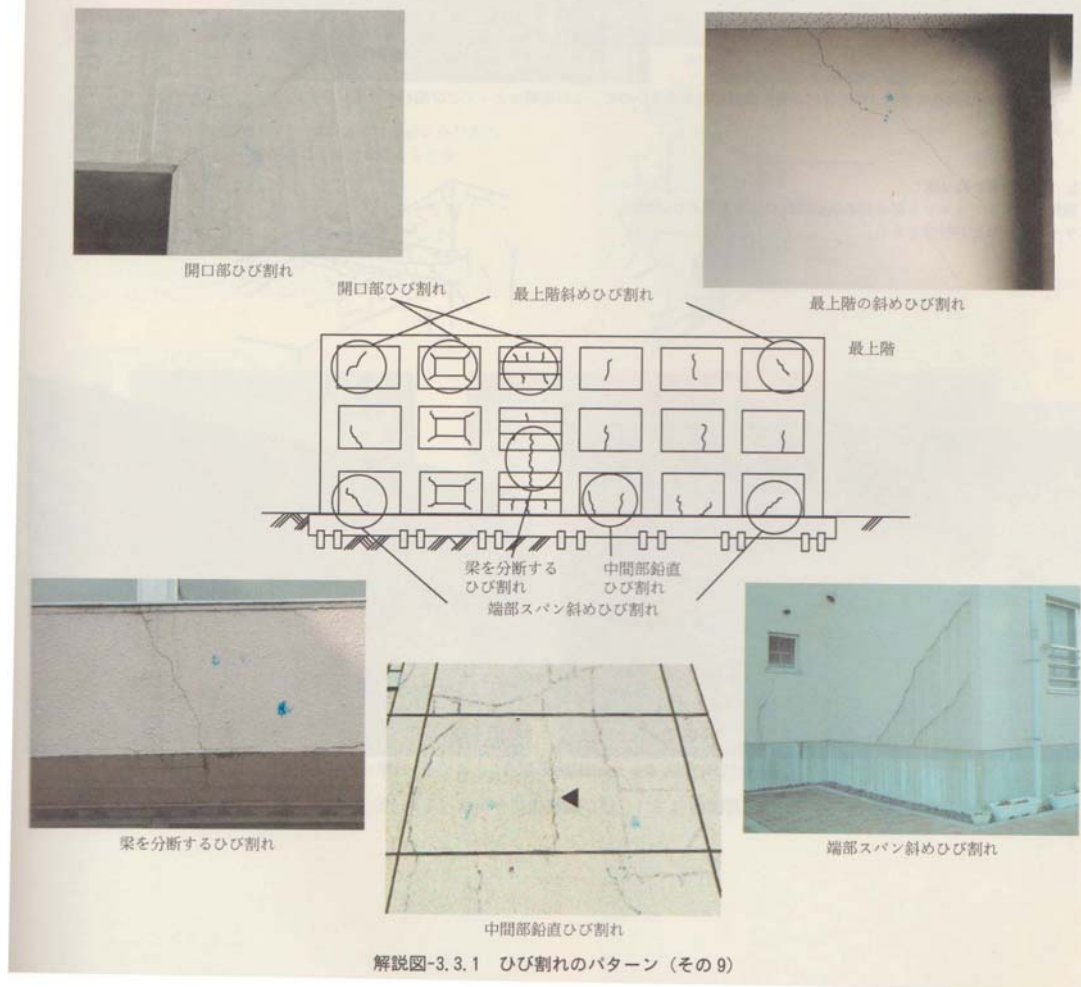 開口部ひび割れ
最上階の斜めひび割れ
開口部ひび割れ
最上階斜めひび割れ
最上階
梁を分断する
ひび割れ
中間部鉛直
ひび割れ
端部スパン斜めひび割れ
梁を分断するひび割れ
中間部鉛直ひび割れ
端部スパン斜めひび割れ
解説図-3.3.1 ひび割れのパターン（その9）